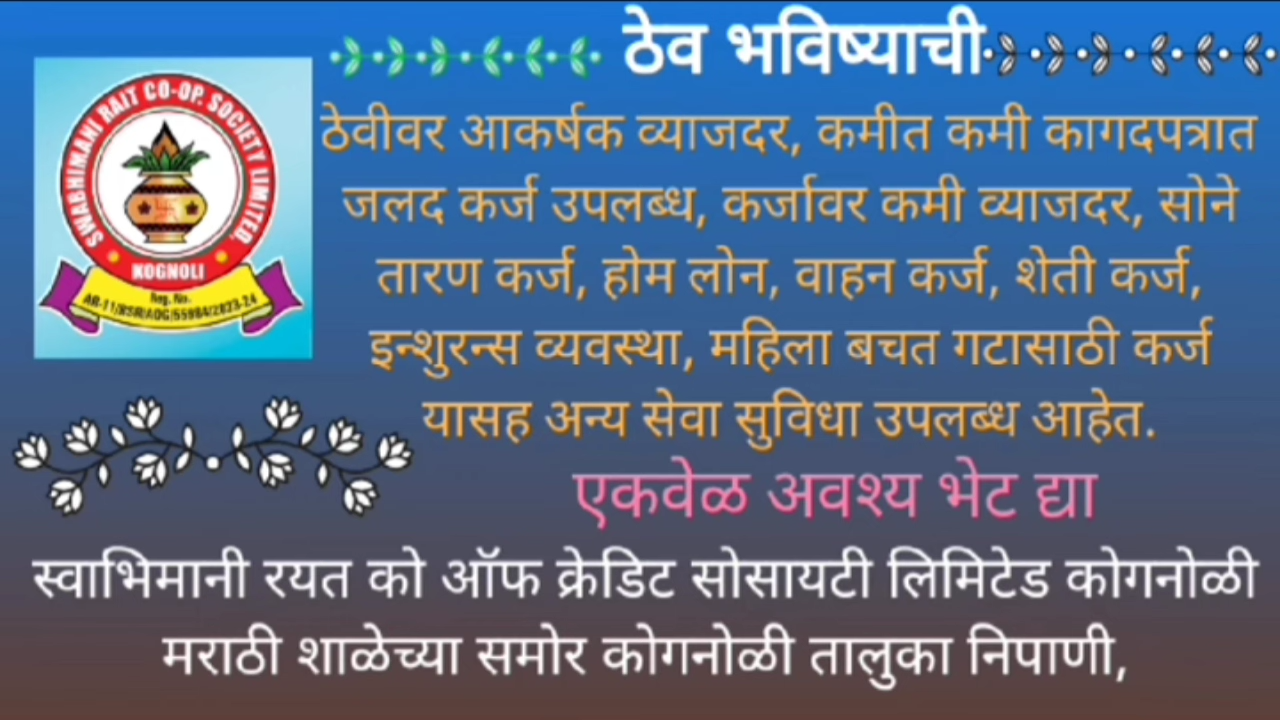 ठेव भविष्याची
ठेवीवर आकर्षक व्याजदर, कमीत कमी कागदपत्रात
जलद कर्ज उपलब्ध, कर्जावर कमी व्याजदर, सोने
तारण कर्ज, होम लोन, वाहन कर्ज, शेती कर्ज,
इन्शुरन्स व्यवस्था, महिला बचत गटासाठी कर्ज
यासह अन्य सेवा सुविधा उपलब्ध आहेत.
एकवेळ अवश्य भेट द्या
स्वाभिमानी रयत को ऑफ क्रेडिट सोसायटी लिमिटेड कोगनोळी
मराठी शाळेच्या समोर कोगनोळी तालुका निपाणी,
SWABHIMANI RAIT CO-OP. SOCIETY LIMITED,
KOGNOLI
Reg. No.